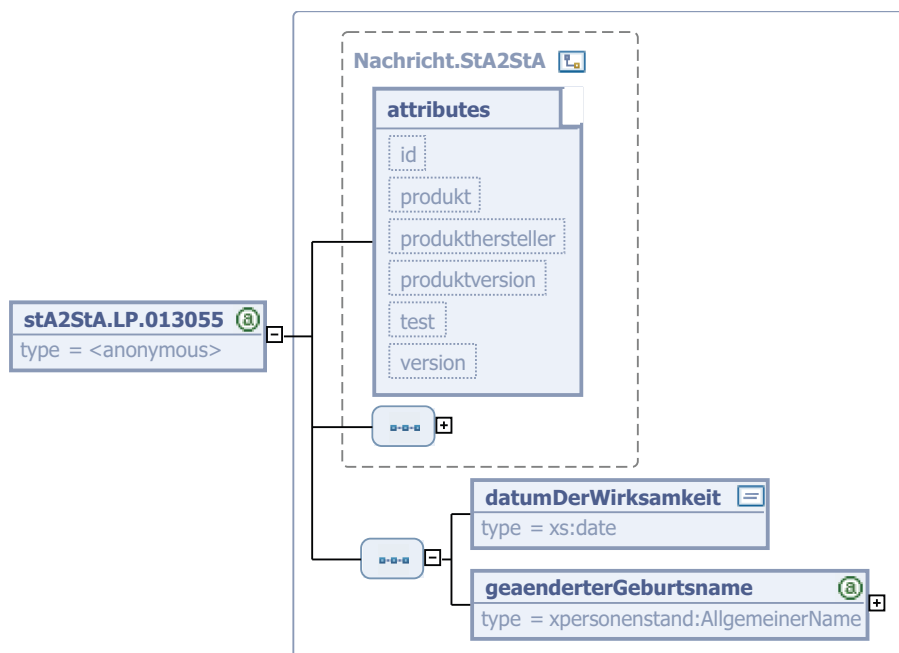 Nachricht.StA2StA
attributes
id
produkt
produkthersteller
produktversion
test
version
stA2StA.LP.013055 a
type = <anonymous>
datumDerWirksamkeit
type = xs:date
geaenderterGeburtsname a
type = xpersonenstand:AllgemeinerName